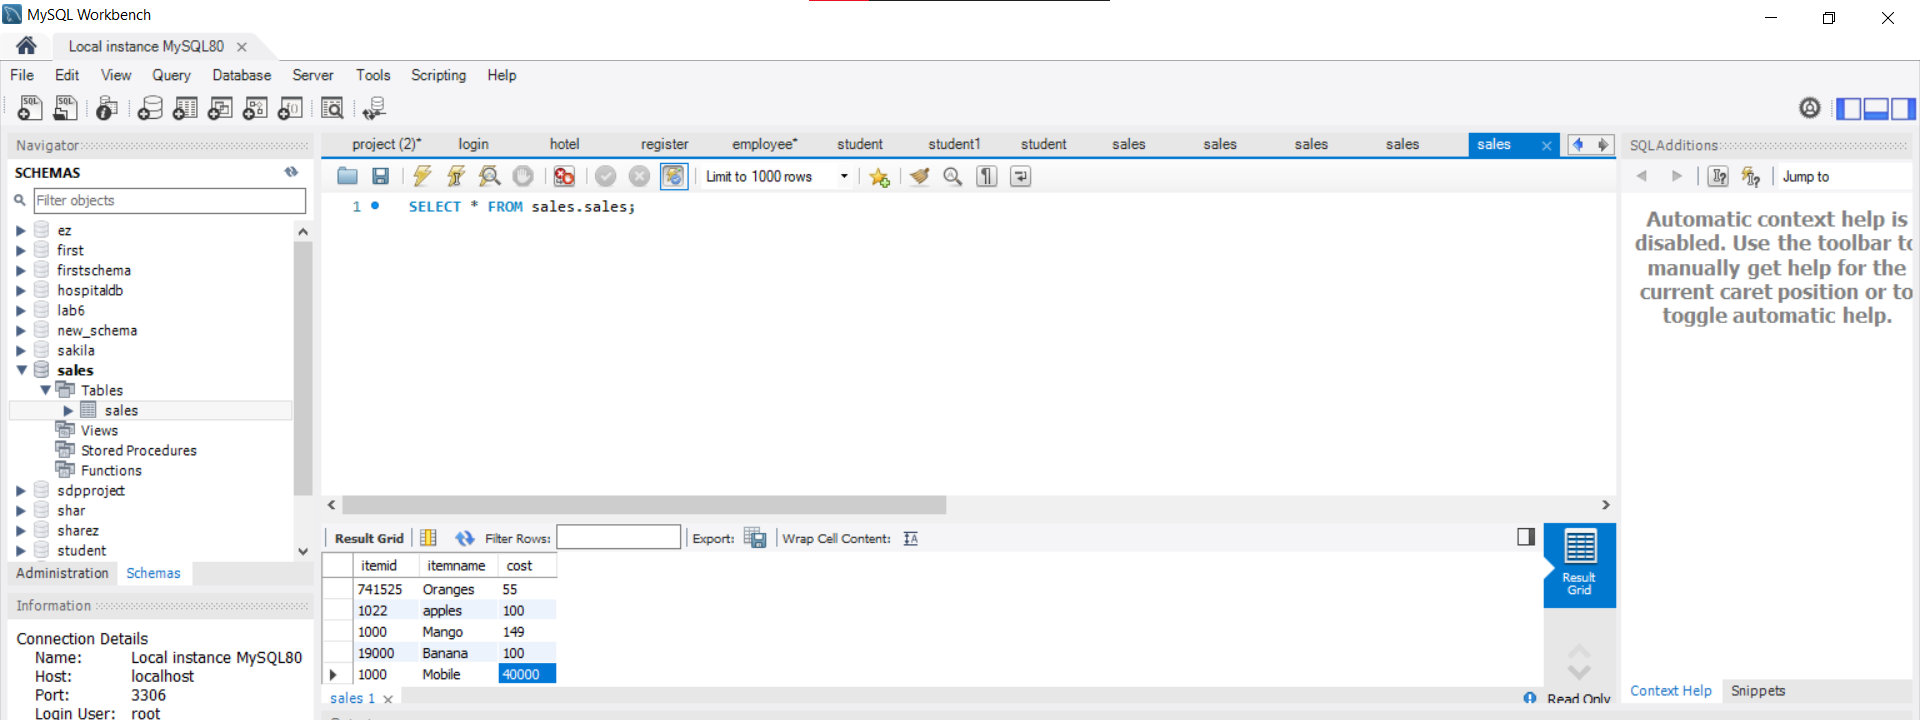 MySQL Workbench
Local instance MySQL80
File Edit View Query Database Server Tools Scripting Help
Navigator
SCHEMAS
Filter objects
ez
first
firstschema
hospitaldb
lab6
new_schema
sakila
sales
Tables
sales
Views
Stored Procedures
Functions
sdpproject
shar
sharez
student
Administration Schemas
Information
Connection Details
Name: Local instance MySQL80
Host: localhost
Port: 3306
Login User: root
project (2)* login hotel register employee* student student1 student sales sales sales sales sales
Limit to 1000 rows
1 SELECT * FROM sales.sales;
Result Grid Filter Rows: Export: Wrap Cell Content:
itemid itemname cost
741525 Oranges 55
1022 apples 100
1000 Mango 149
19000 Banana 100
1000 Mobile 40000
Result
Grid
sales 1
Read Only
SQLAdditions
Jump to
Automatic context help is
disabled. Use the toolbar to
manually get help for the
current caret position or to
toggle automatic help.
Context Help Snippets